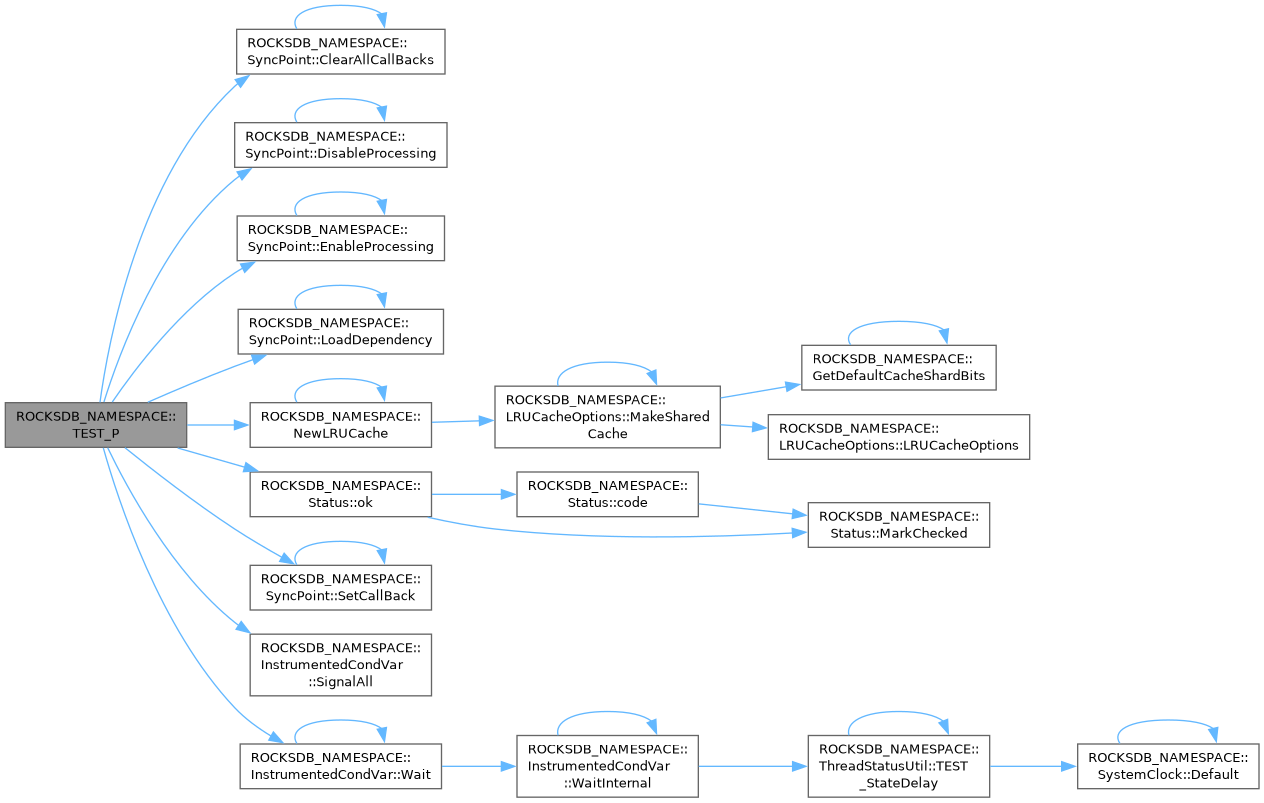 ROCKSDB_NAMESPACE::
SyncPoint::ClearAllCallBacks
ROCKSDB_NAMESPACE::
SyncPoint::DisableProcessing
ROCKSDB_NAMESPACE::
SyncPoint::EnableProcessing
ROCKSDB_NAMESPACE::
SyncPoint::LoadDependency
ROCKSDB_NAMESPACE::
GetDefaultCacheShardBits
ROCKSDB_NAMESPACE::
LRUCacheOptions::MakeShared
Cache
ROCKSDB_NAMESPACE::
TEST_P
ROCKSDB_NAMESPACE::
NewLRUCache
ROCKSDB_NAMESPACE::
LRUCacheOptions::LRUCacheOptions
ROCKSDB_NAMESPACE::
Status::ok
ROCKSDB_NAMESPACE::
Status::code
ROCKSDB_NAMESPACE::
Status::MarkChecked
ROCKSDB_NAMESPACE::
SyncPoint::SetCallBack
ROCKSDB_NAMESPACE::
InstrumentedCondVar
::SignalAll
ROCKSDB_NAMESPACE::
InstrumentedCondVar::Wait
ROCKSDB_NAMESPACE::
InstrumentedCondVar
::WaitInternal
ROCKSDB_NAMESPACE::
ThreadStatusUtil::TEST
_StateDelay
ROCKSDB_NAMESPACE::
SystemClock::Default